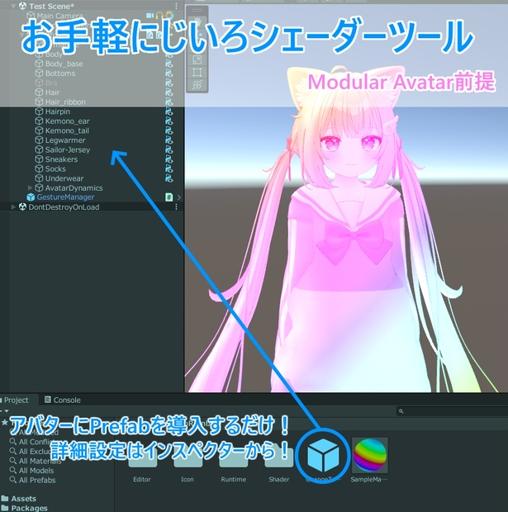 Test Scene*
Main Camera
お手軽にじいろシェーダーツール
Modular Avatar前提
Body
Body_base
Bottoms
Bra
Hair
Hair_ribbon
Hairpin
Kemono_ear
Kemono_tail
Legwarmer
Sailor-Jersey
Sneakers
Socks
Underwear
AvatarDynamics
GestureManager
DontDestroyOnLoad
Project
Console
アバターにPrefabを導入するだけ！
詳細設定はインスペクターから！
All
All Confli
All Exclu
All Materia
All Models
All Prefabs
Assets
Packages
Editor
Icon
Runtime
Shader
SampleMa…